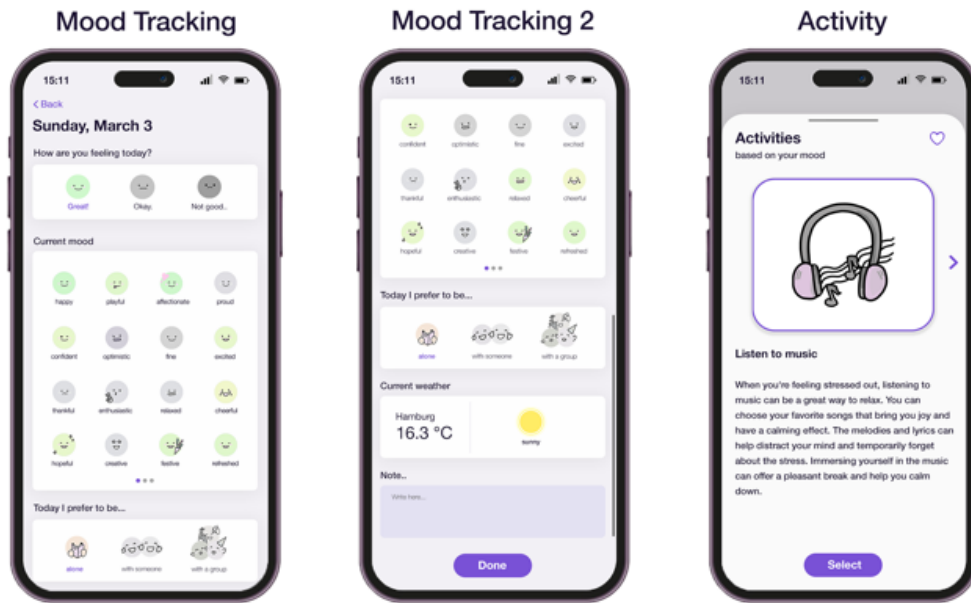 Mood Tracking
15:11
Back
Sunday, March 3
How are you feeling today?
Great!
Okay.
Not good..
Current mood
happy
playful
affectionate
proud
confident
optimistic
fine
excited
thankful
enthusiastic
relaxed
cheerful
hopeful
creative
festive
refreshed
Today I prefer to be...
alone
with someone
with a group
Mood Tracking 2
15:11
confident
optimistic
fine
excited
thankful
enthusiastic
relaxed
cheerful
hopeful
creative
festive
refreshed
Today I prefer to be...
alone
with someone
with a group
Current weather
Hamburg
16.3 °C
sunny
Note..
Write here...
Done
Activity
15:11
Activities
based on your mood
Listen to music
When you're feeling stressed out, listening to
music can be a great way to relax. You can
choose your favorite songs that bring you joy and
have a calming effect. The melodies and lyrics can
help distract your mind and temporarily forget
about the stress. Immersing yourself in the music
can offer a pleasant break and help you calm
down.
Select